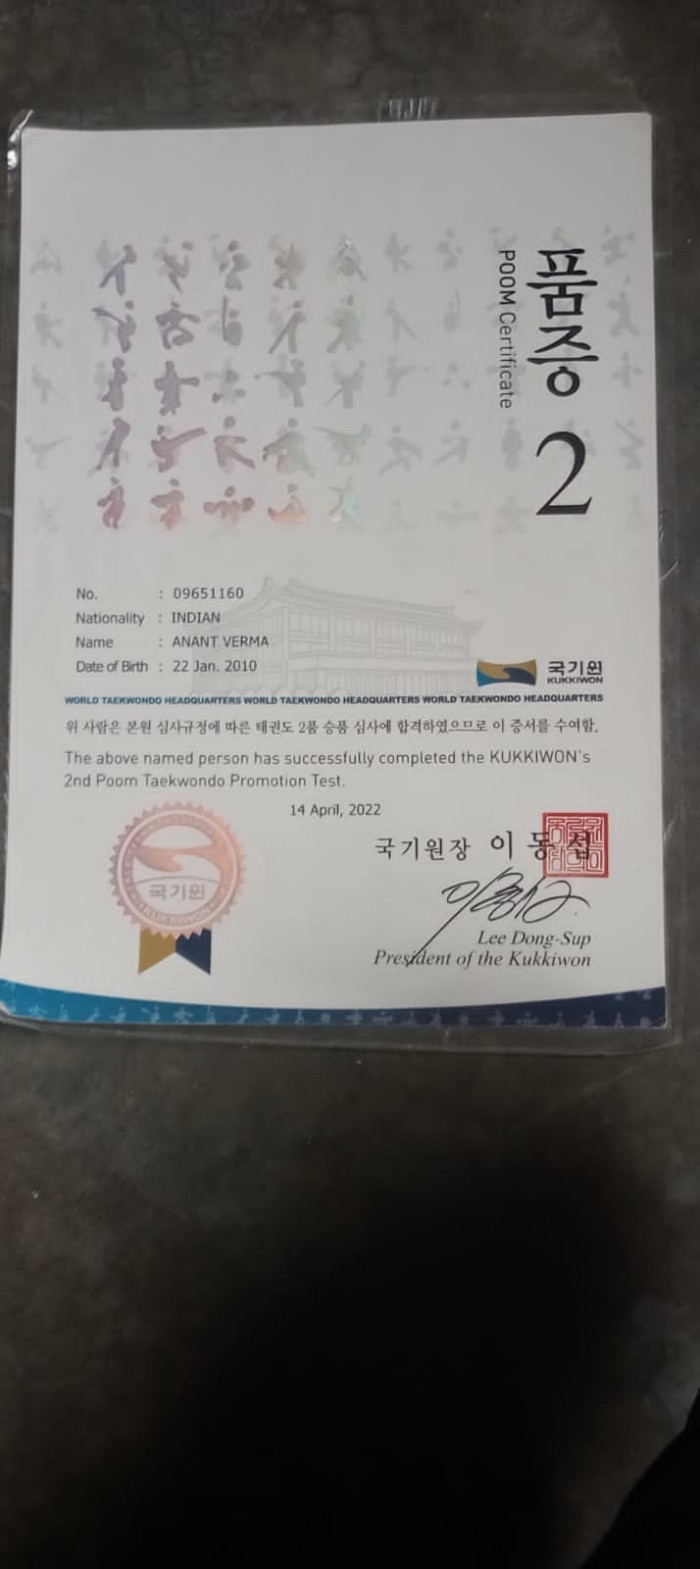 품증 2
POOM Certificate
No. : 09651160
Nationality : INDIAN
Name : ANANT VERMA
Date of Birth : 22 Jan. 2010
국기원
KUKKIWON
WORLD TAEKWONDO HEADQUARTERS WORLD TAEKWONDO HEADQUARTERS WORLD TAEKWONDO HEADQUARTERS
위 사람은 본원 심사규정에 따른 태권도 2품 승품 심사에 합격하였으므로 이 증서를 수여함.
The above named person has successfully completed the KUKKIWON's
2nd Poom Taekwondo Promotion Test.
14 April, 2022
국기원장 이동섭
Lee Dong-Sup
President of the Kukkiwon
국기원
KUKKIWON